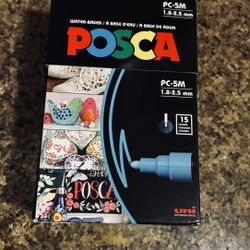 PC-5M
1.8-2.5 mm
WATER-BASED / À BASE D'EAU / A BASE DE AGUA
POSCA
PC-5M
1.8-2.5 mm
15
POSCA
uni